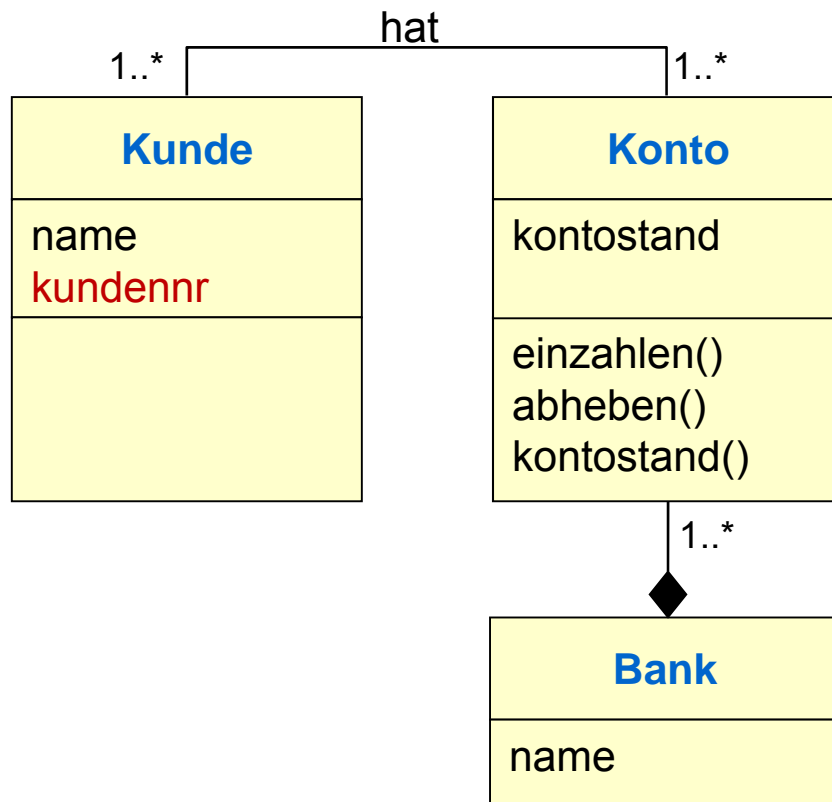 hat
1..*
1..*
Kunde
Konto
name
kundennr
kontostand
einzahlen()
abheben()
kontostand()
1..*
Bank
name